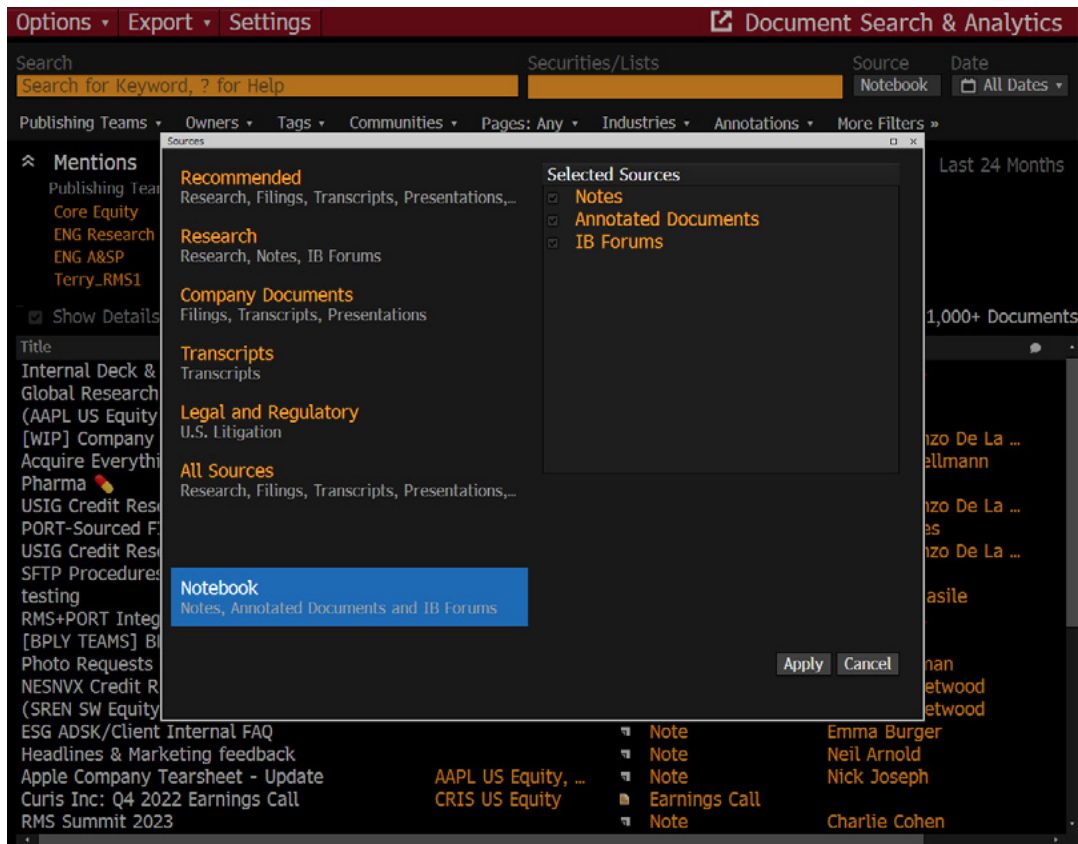 Options Export Settings Document Search & Analytics
Search Securities/Lists Source Date
Search for Keyword, ? for Help Notebook All Dates
Publishing Teams Owners Tags Communities Pages: Any Industries Annotations More Filters »
Sources
Mentions Last 24 Months
Publishing Tear
Core Equity
ENG Research
ENG A&SP
Terry_RMS1
Show Details 1,000+ Documents
Recommended
Research, Filings, Transcripts, Presentations,...
Research
Research, Notes, IB Forums
Company Documents
Filings, Transcripts, Presentations
Transcripts
Transcripts
Legal and Regulatory
U.S. Litigation
All Sources
Research, Filings, Transcripts, Presentations,...
Notebook
Notes, Annotated Documents and IB Forums
Selected Sources
Notes
Annotated Documents
IB Forums
Apply Cancel
Title
Internal Deck &
Global Research
(AAPL US Equity
[WIP] Company nzo De La ...
Acquire Everythi ellmann
Pharma
USIG Credit Rese nzo De La ...
PORT-Sourced F es
USIG Credit Rese nzo De La ...
SFTP Procedures
testing asile
RMS+PORT Integ
[BPLY TEAMS] Bl
Photo Requests nan
NESNVX Credit R etwood
(SREN SW Equity etwood
ESG ADSK/Client Internal FAQ Note Emma Burger
Headlines & Marketing feedback Note Neil Arnold
Apple Company Tearsheet - Update AAPL US Equity, ... Note Nick Joseph
Curis Inc: Q4 2022 Earnings Call CRIS US Equity Earnings Call
RMS Summit 2023 Note Charlie Cohen